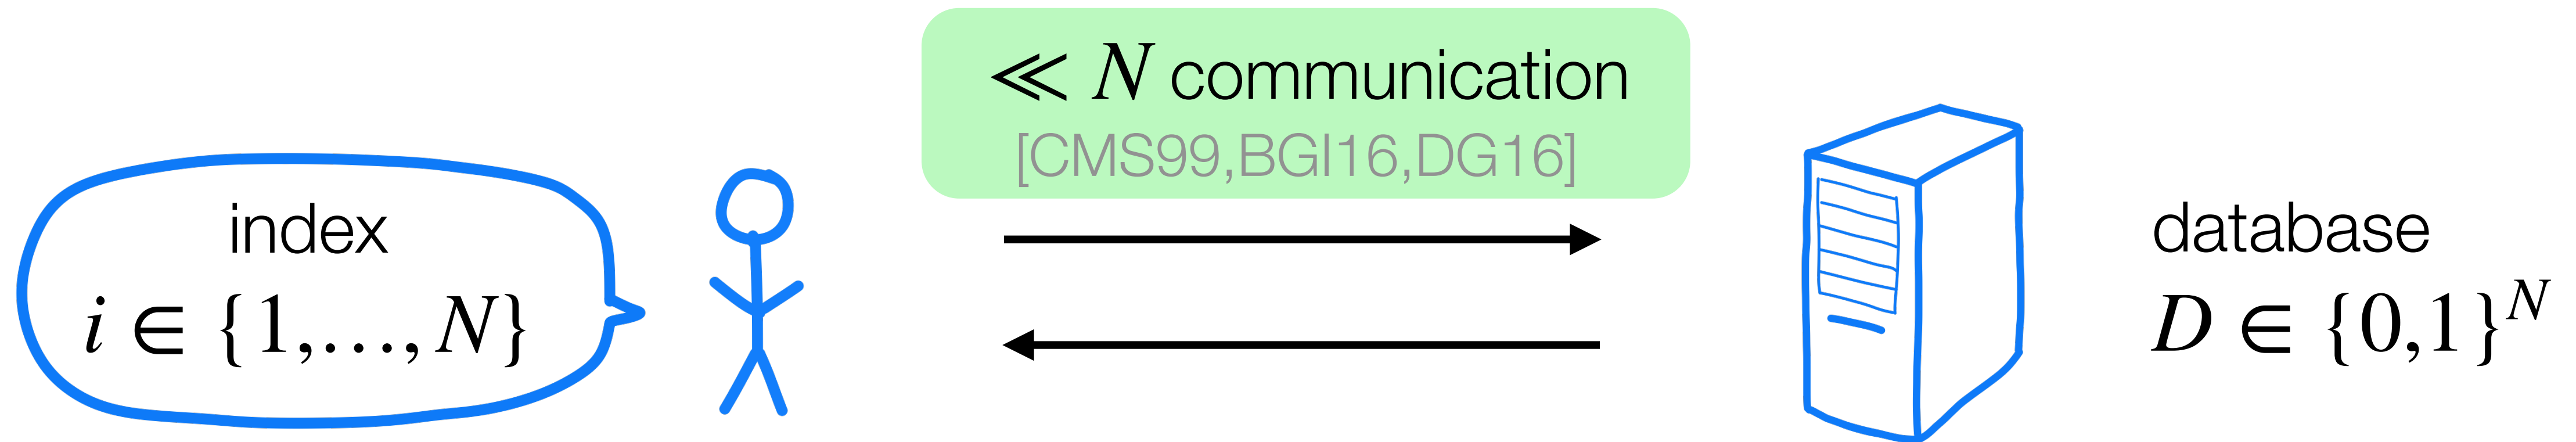 ≪ N communication
[CMS99,BGI16,DG16]
index
i ∈ {1,…,N}
database
D ∈ {0,1}^N